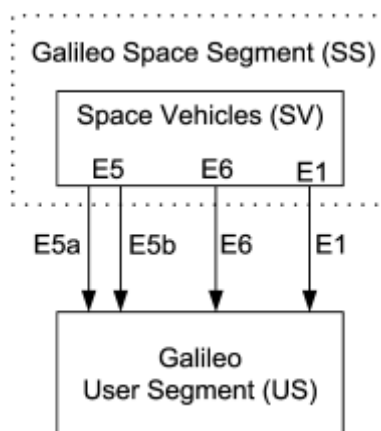 Galileo Space Segment (SS)
Space Vehicles (SV)
E5 E6 E1
E5a E5b E6 E1
Galileo
User Segment (US)